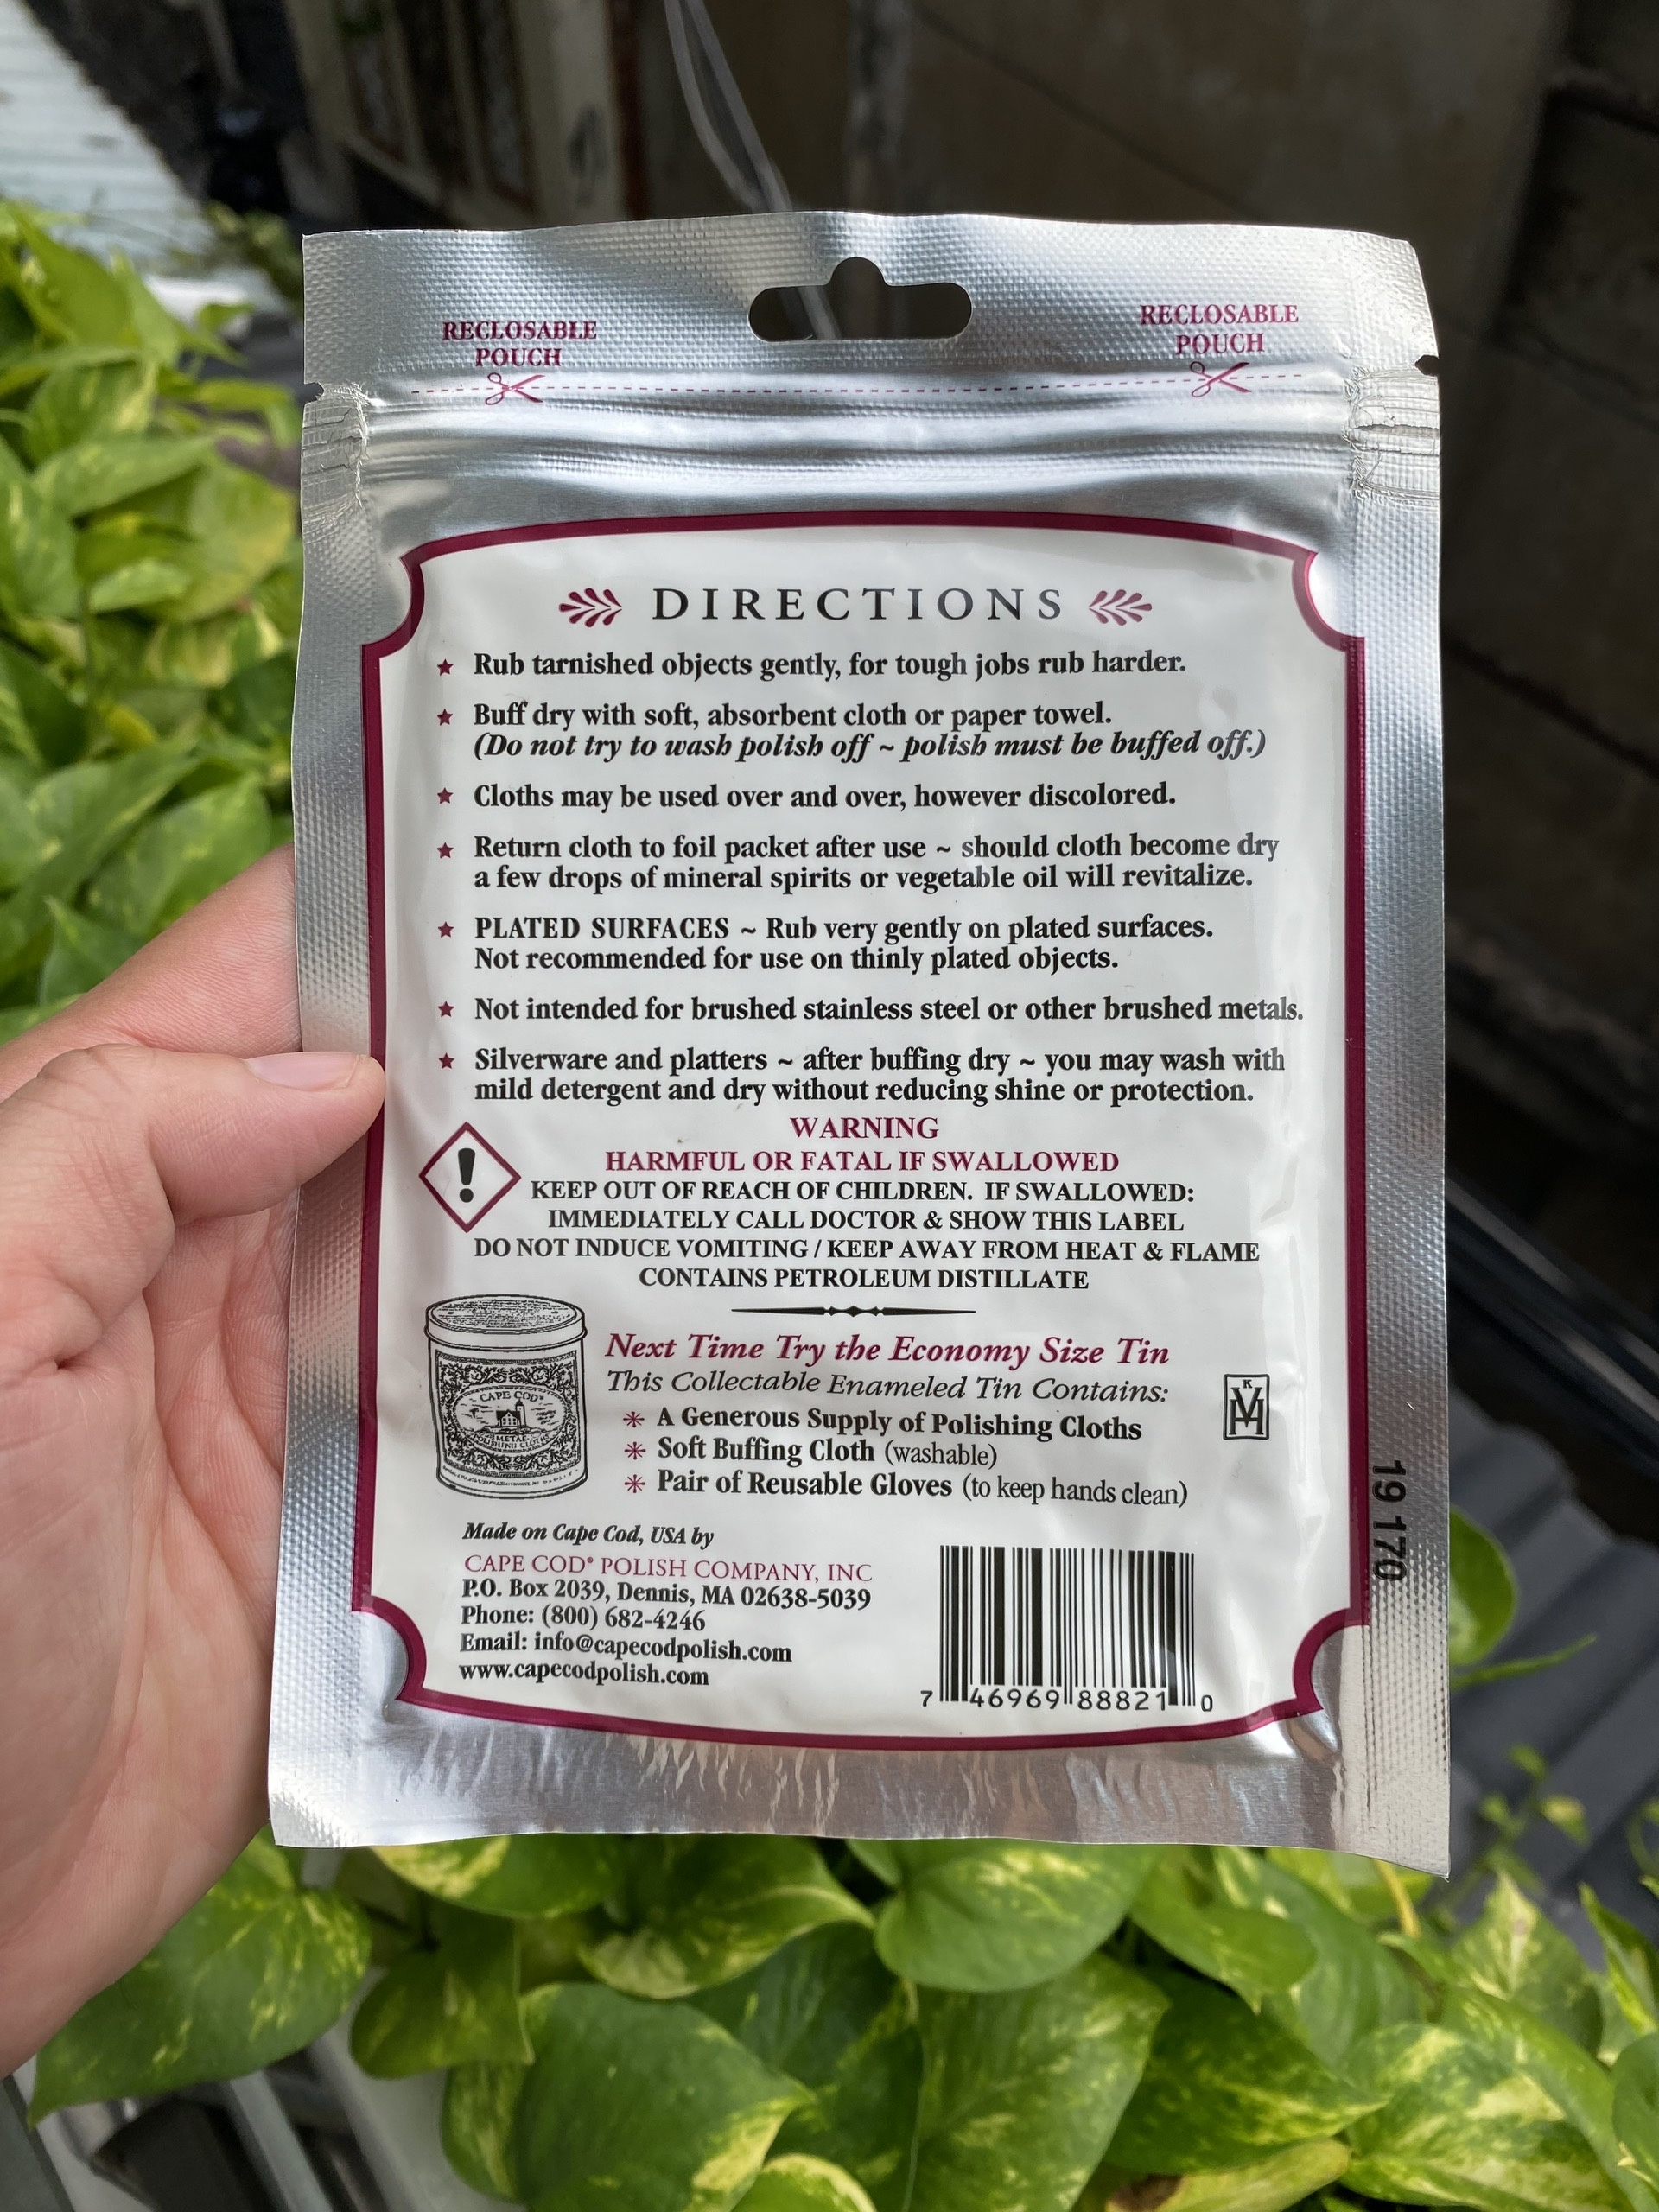 RECLOSABLE
POUCH
RECLOSABLE
POUCH
DIRECTIONS
Rub tarnished objects gently, for tough jobs rub harder.
Buff dry with soft, absorbent cloth or paper towel.
(Do not try to wash polish off ~ polish must be buffed off.)
Cloths may be used over and over, however discolored.
Return cloth to foil packet after use ~ should cloth become dry
a few drops of mineral spirits or vegetable oil will revitalize.
PLATED SURFACES ~ Rub very gently on plated surfaces.
Not recommended for use on thinly plated objects.
Not intended for brushed stainless steel or other brushed metals.
Silverware and platters ~ after buffing dry ~ you may wash with
mild detergent and dry without reducing shine or protection.
WARNING
HARMFUL OR FATAL IF SWALLOWED
KEEP OUT OF REACH OF CHILDREN. IF SWALLOWED:
IMMEDIATELY CALL DOCTOR & SHOW THIS LABEL
DO NOT INDUCE VOMITING / KEEP AWAY FROM HEAT & FLAME
CONTAINS PETROLEUM DISTILLATE
CAPE COD®
METAL
POLISHING CLOTHS
Next Time Try the Economy Size Tin
This Collectable Enameled Tin Contains:
A Generous Supply of Polishing Cloths
Soft Buffing Cloth (washable)
Pair of Reusable Gloves (to keep hands clean)
Made on Cape Cod, USA by
CAPE COD® POLISH COMPANY, INC
P.O. Box 2039, Dennis, MA 02638-5039
Phone: (800) 682-4246
Email: info@capecodpolish.com
www.capecodpolish.com
7 46969 88821 0
19 170